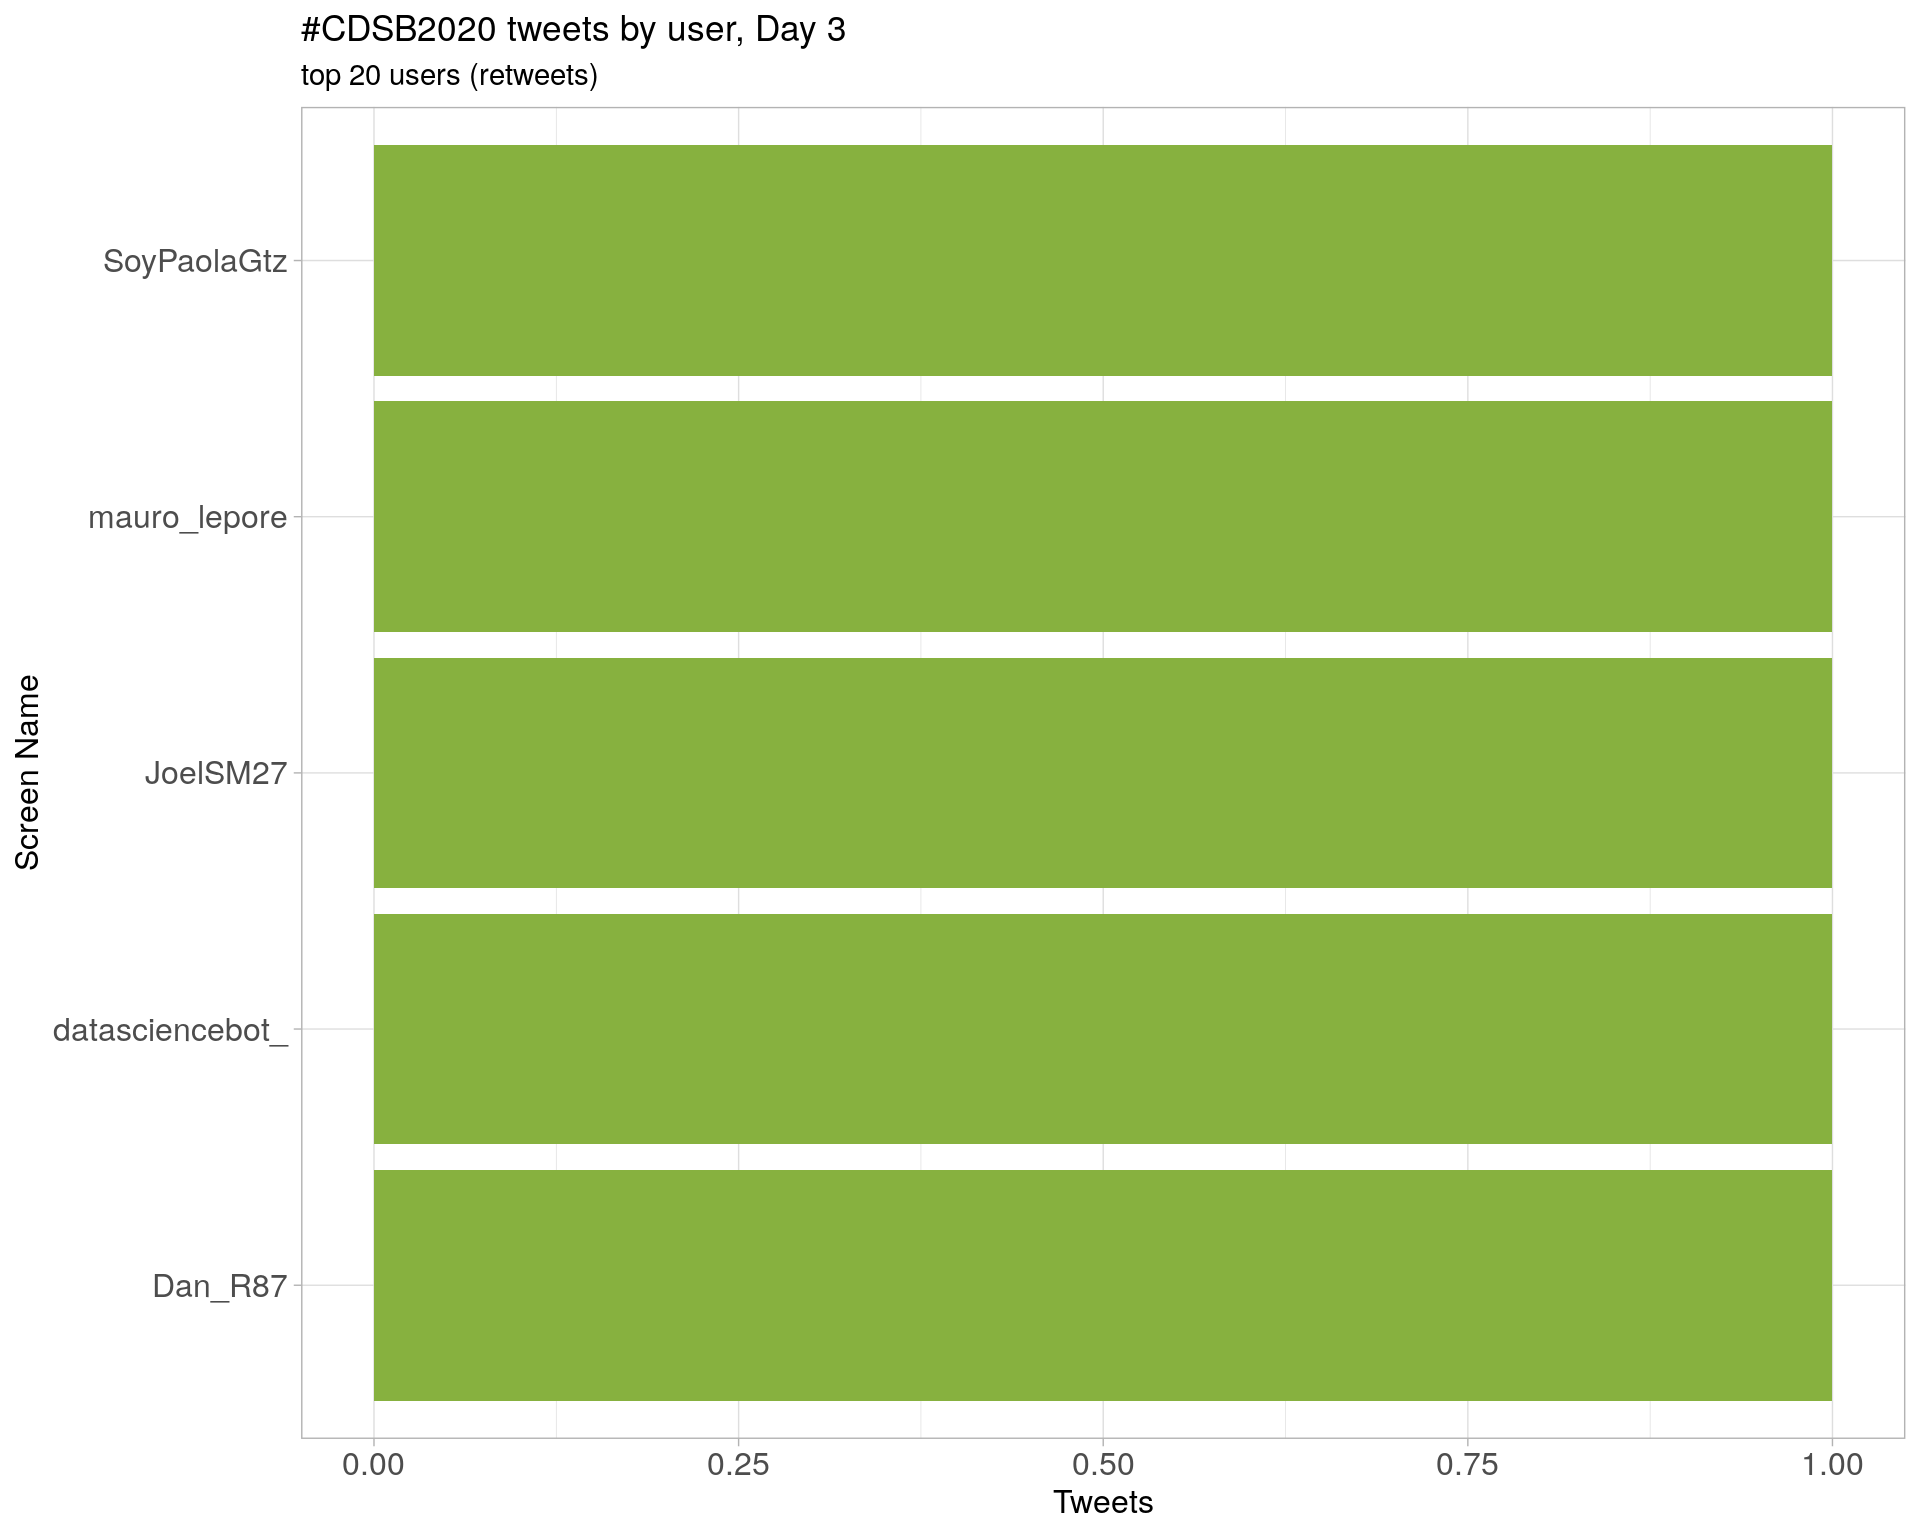 #CDSB2020 tweets by user, Day 3
top 20 users (retweets)
SoyPaolaGtz
mauro_lepore
JoelSM27
datasciencebot_
Dan_R87
Screen Name
0.00 0.25 0.50 0.75 1.00
Tweets